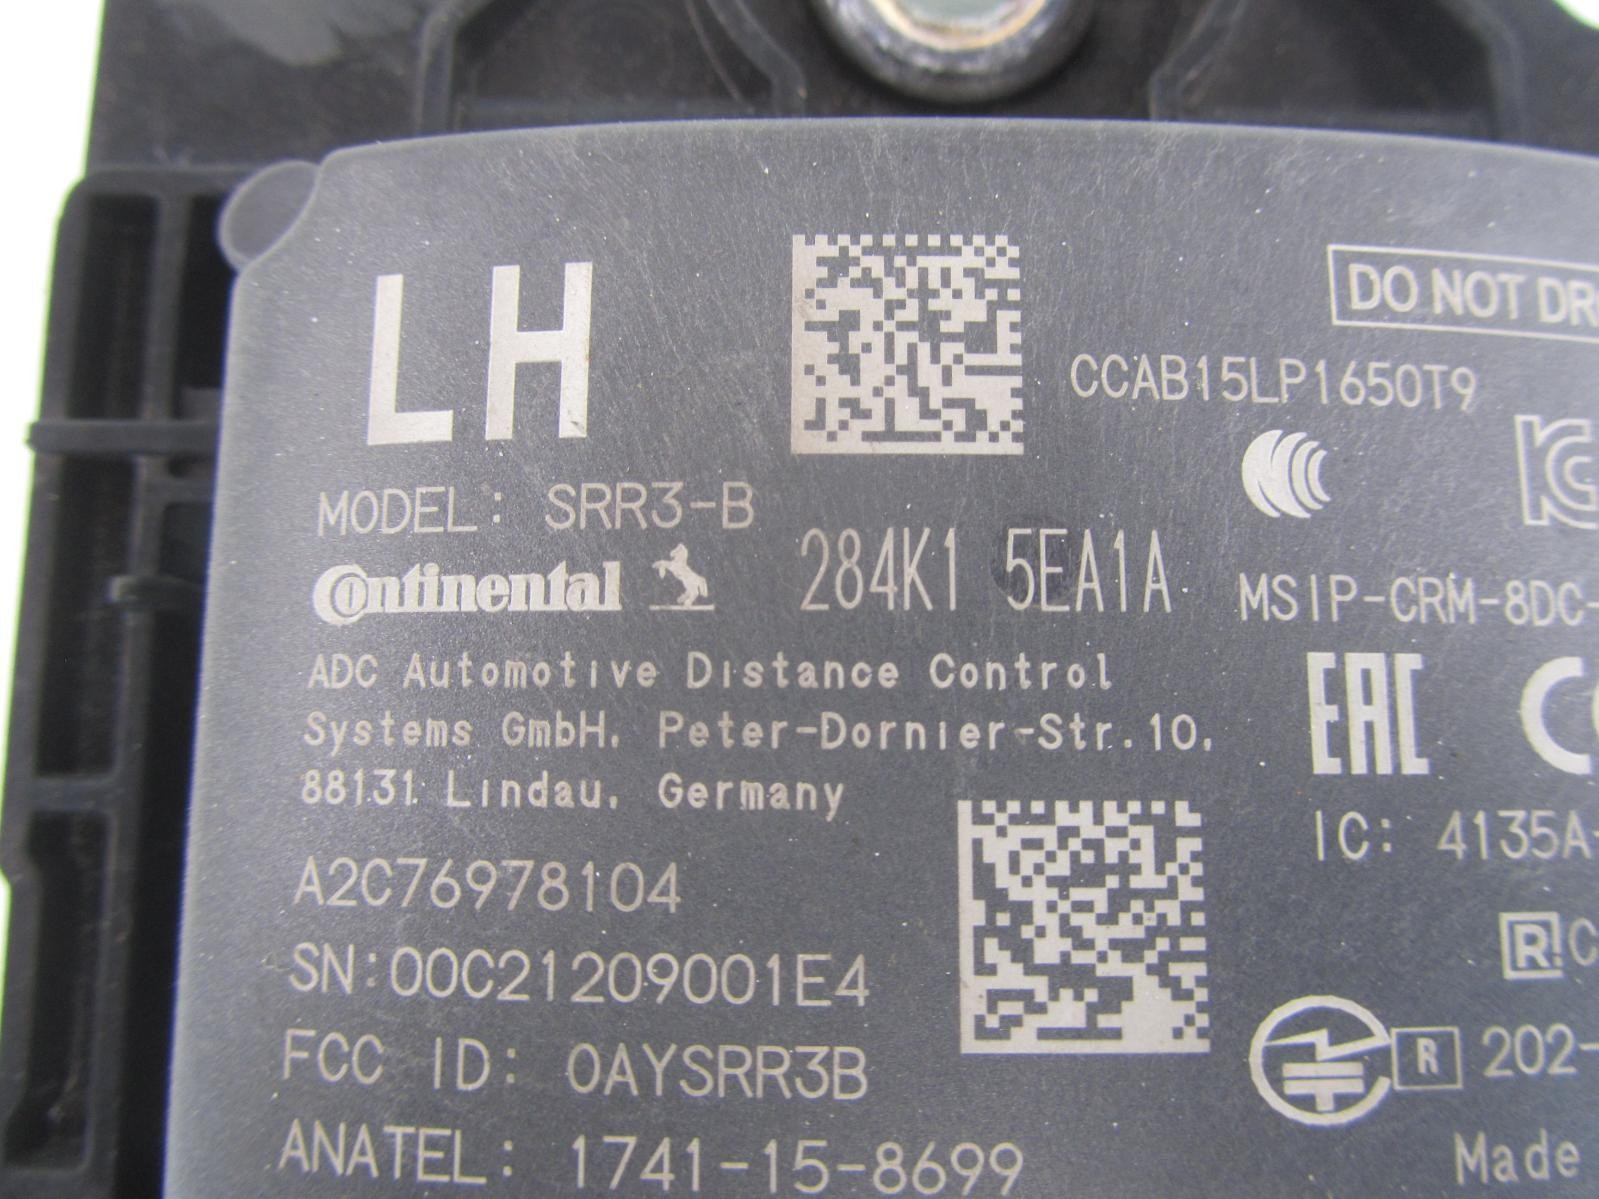 LH
DO NOT
CCAB15LP1650T9
MODEL: SRR3-B
Continental
284K1 5EA1A
MSIP-CRM-8DC-
ADC Automotive Distance Control
Systems GmbH, Peter-Dornier-Str.10,
88131 Lindau, Germany
EAC
IC: 4135A-
A2C76978104
SN:00C21209001E4
R
FCC ID: OAYSRR3B
R 202-
ANATEL: 1741-15-8699
Made